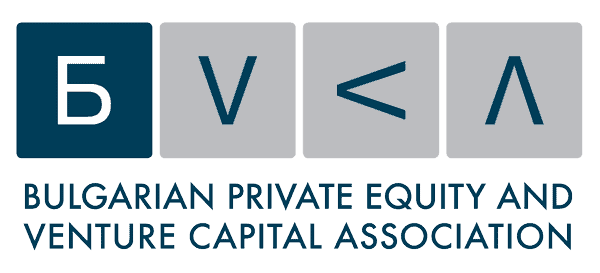 Б V < Λ
BULGARIAN PRIVATE EQUITY AND
VENTURE CAPITAL ASSOCIATION